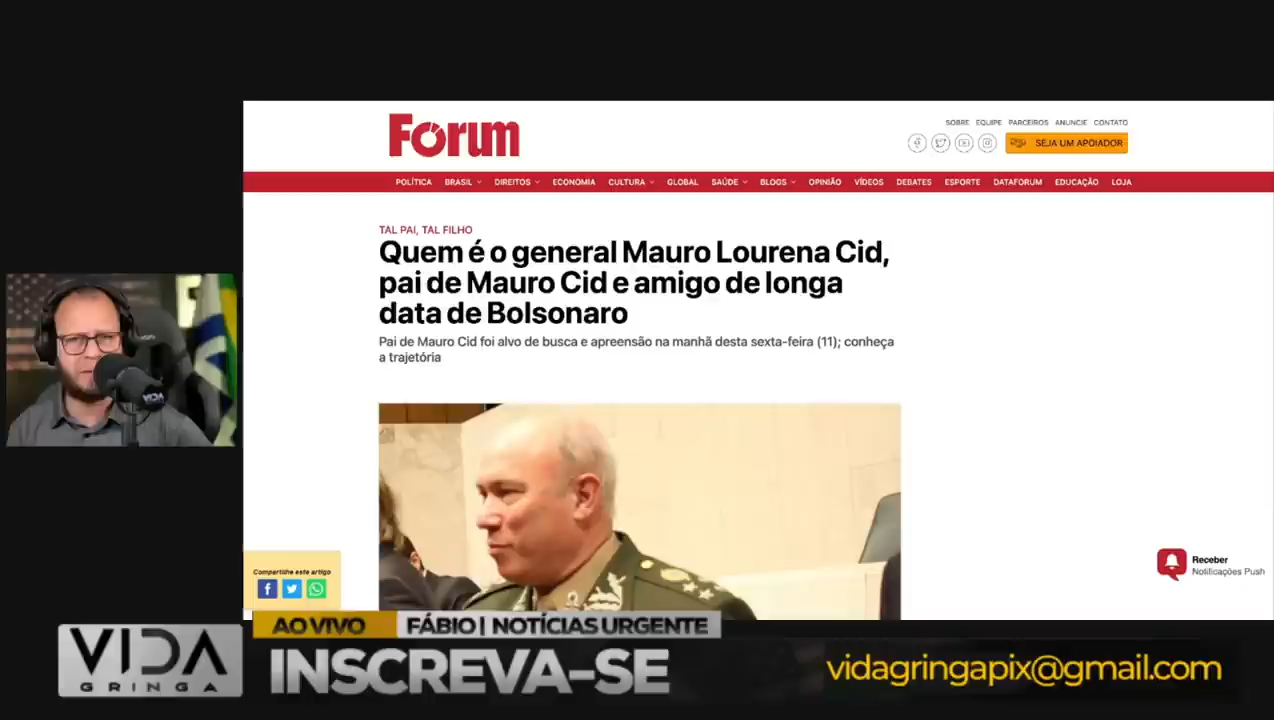 Forum
SOBRE EQUIPE PARCEIROS ANUNCIE CONTATO
SEJA UM APOIADOR
POLÍTICA BRASIL DIREITOS ECONOMIA CULTURA GLOBAL SAÚDE BLOGS OPINIÃO VÍDEOS DEBATES ESPORTE DATAFORUM EDUCAÇÃO LOJA
TAL PAI, TAL FILHO
Quem é o general Mauro Lourena Cid,
pai de Mauro Cid e amigo de longa
data de Bolsonaro
Pai de Mauro Cid foi alvo de busca e apreensão na manhã desta sexta-feira (11); conheça
a trajetória
VIDA
Compartilhe este artigo
Receber
Notificações Push
AO VIVO FÁBIO | NOTÍCIAS URGENTE
VIDA
GRINGA
INSCREVA-SE
vidagringapix@gmail.com